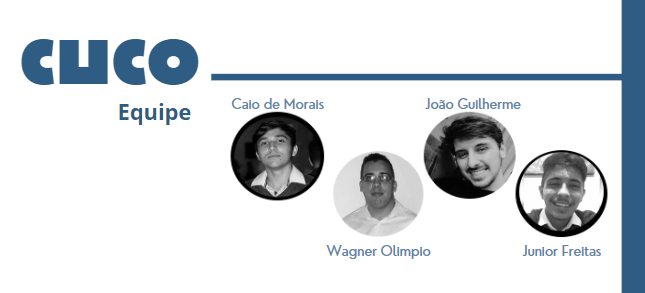 CUCO
Equipe
Caio de Morais
João Guilherme
Wagner Olimpio
Junior Freitas